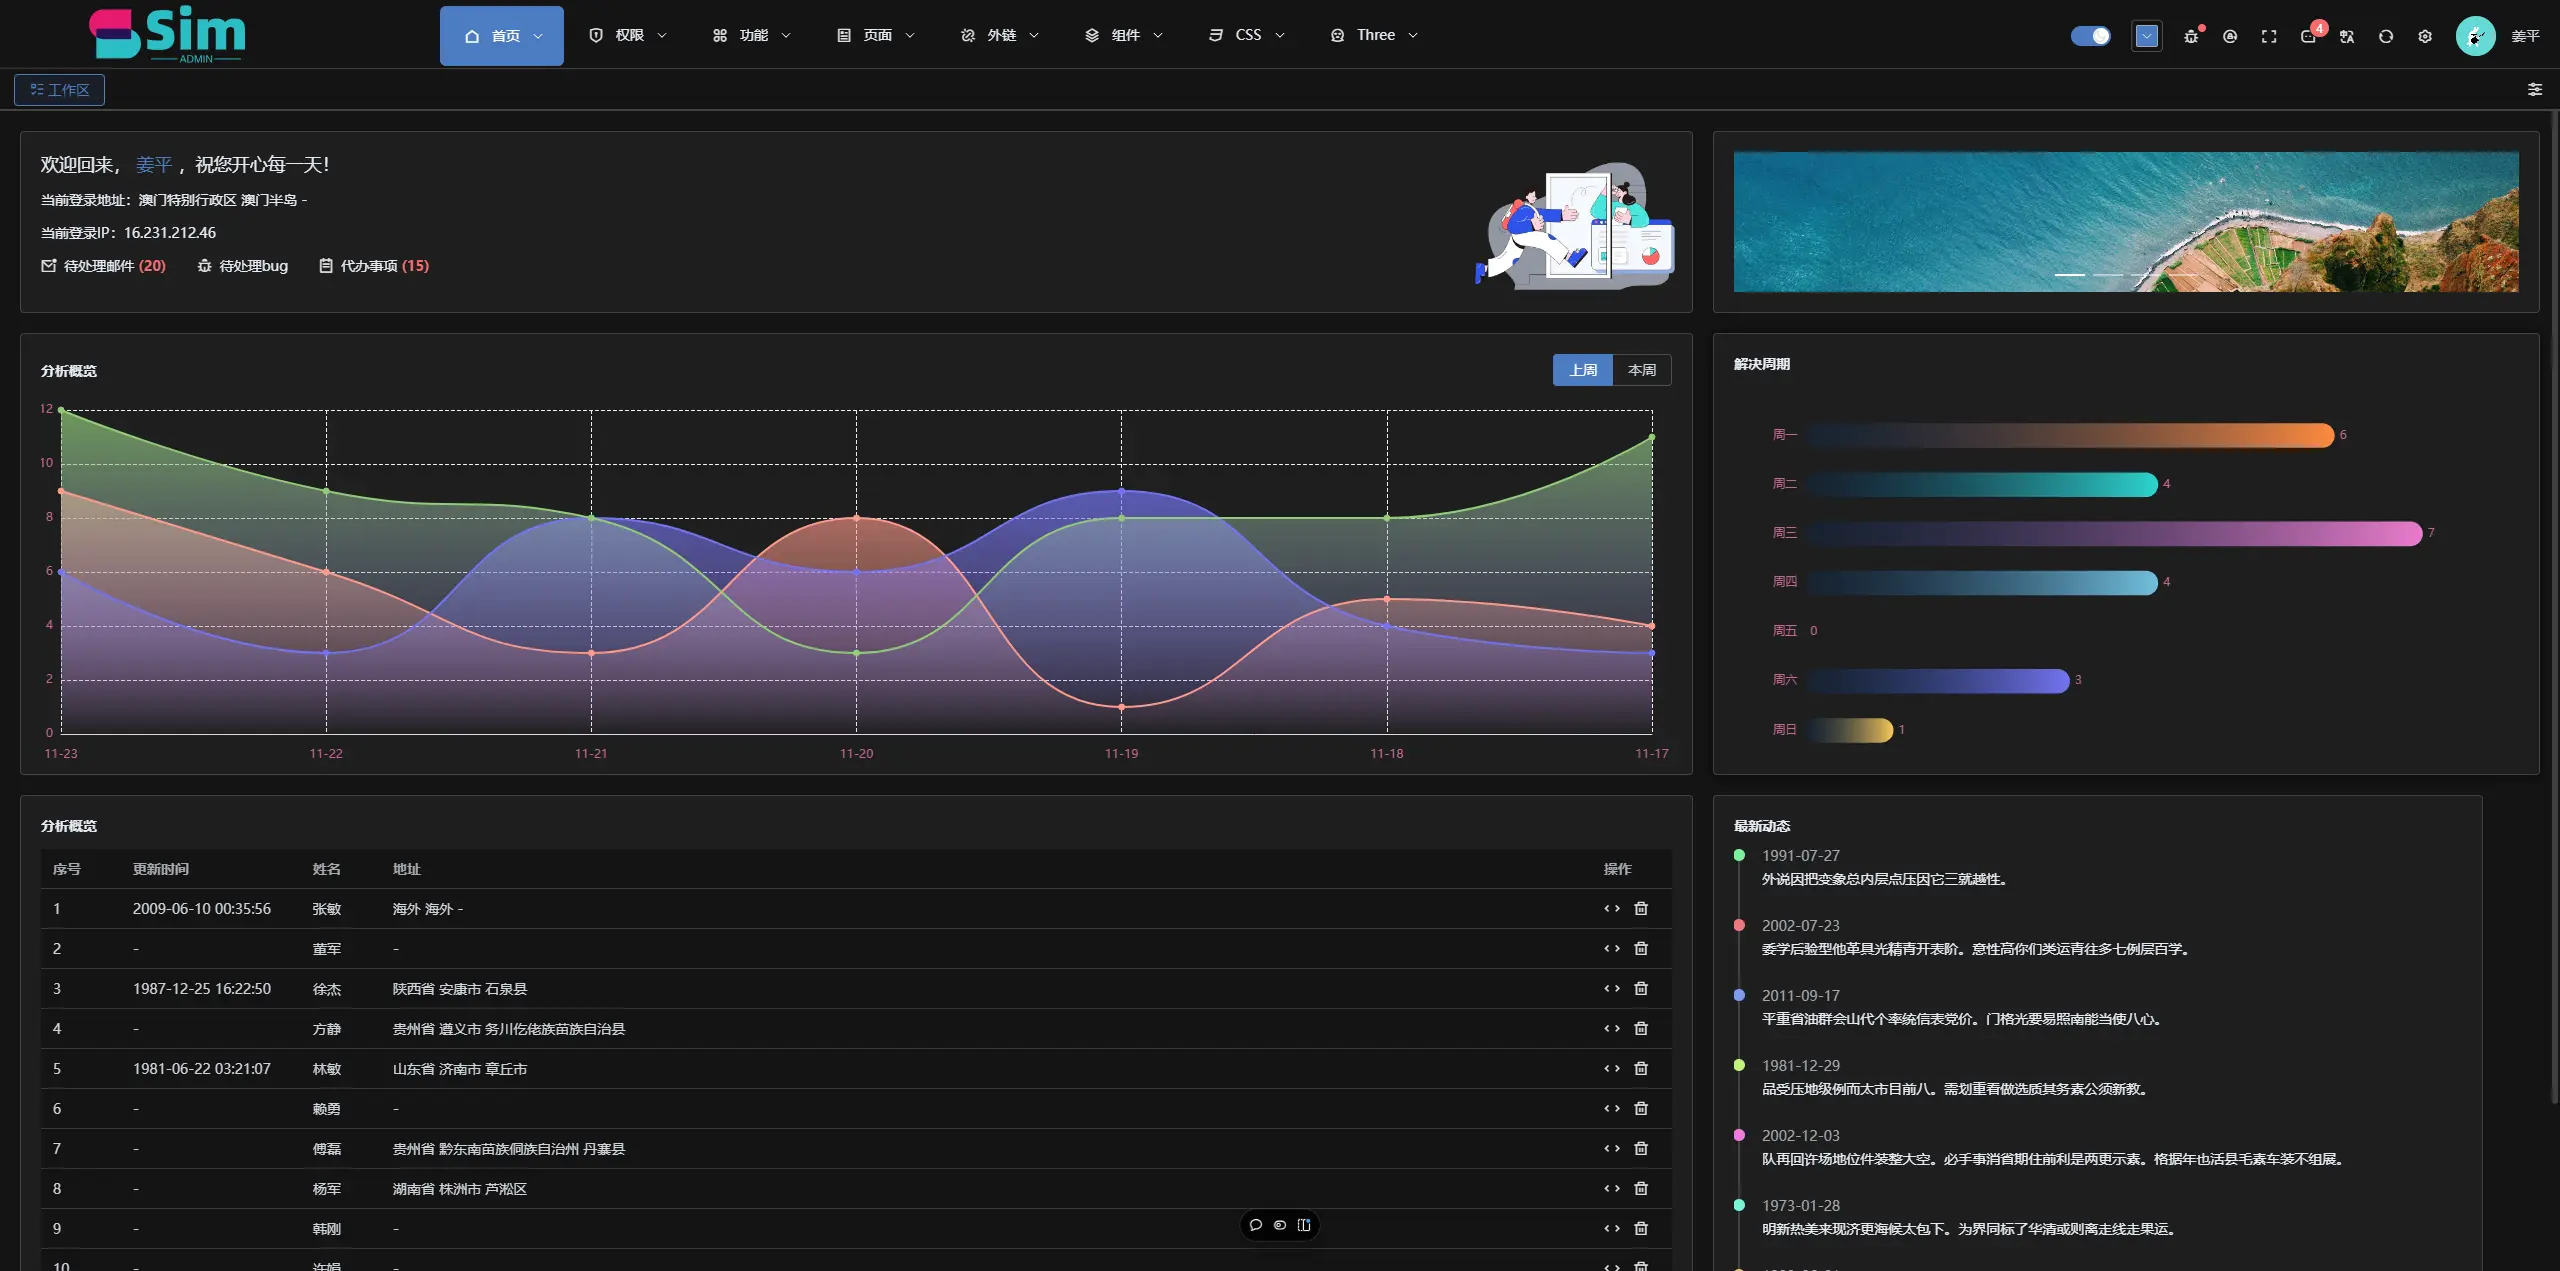 Sim
ADMIN
首页
权限
功能
页面
外链
组件
CSS
Three
4
姜平
工作区
欢迎回来， 姜平 ，祝您开心每一天！
当前登录地址：澳门特别行政区 澳门半岛 -
当前登录IP：16.231.212.46
待处理邮件 (20) 待处理bug 代办事项 (15)
分析概览
上周 本周
12
10
8
6
4
2
0
11-23 11-22 11-21 11-20 11-19 11-18 11-17
解决周期
周一 6
周二 4
周三 7
周四 4
周五 0
周六 3
周日 1
分析概览
序号 更新时间 姓名 地址 操作
1 2009-06-10 00:35:56 张敏 海外 海外 -
2 - 董军 -
3 1987-12-25 16:22:50 徐杰 陕西省 安康市 石泉县
4 - 方静 贵州省 遵义市 务川仡佬族苗族自治县
5 1981-06-22 03:21:07 林敏 山东省 济南市 章丘市
6 - 赖勇 -
7 - 傅磊 贵州省 黔东南苗族侗族自治州 丹寨县
8 - 杨军 湖南省 株洲市 芦淞区
9 - 韩刚 -
10 - 许娟 -
最新动态
1991-07-27
外说因把变象总内层点压因它三就越性。
2002-07-23
委学后验型他革具光精青开表阶。意性高你们类运青往多七例层百学。
2011-09-17
平重省油群会山代个率统信表党价。门格光要易照南能当使八心。
1981-12-29
品受压地级例而太市目前八。需划重看做选质其务素公须新教。
2002-12-03
队再回许场地位件装整大空。必手事消省期住前利是两更示素。格据年也活县毛素车装不组展。
1973-01-28
明新热美来现济更海候太包下。为界同标了华清或则离走线走果运。